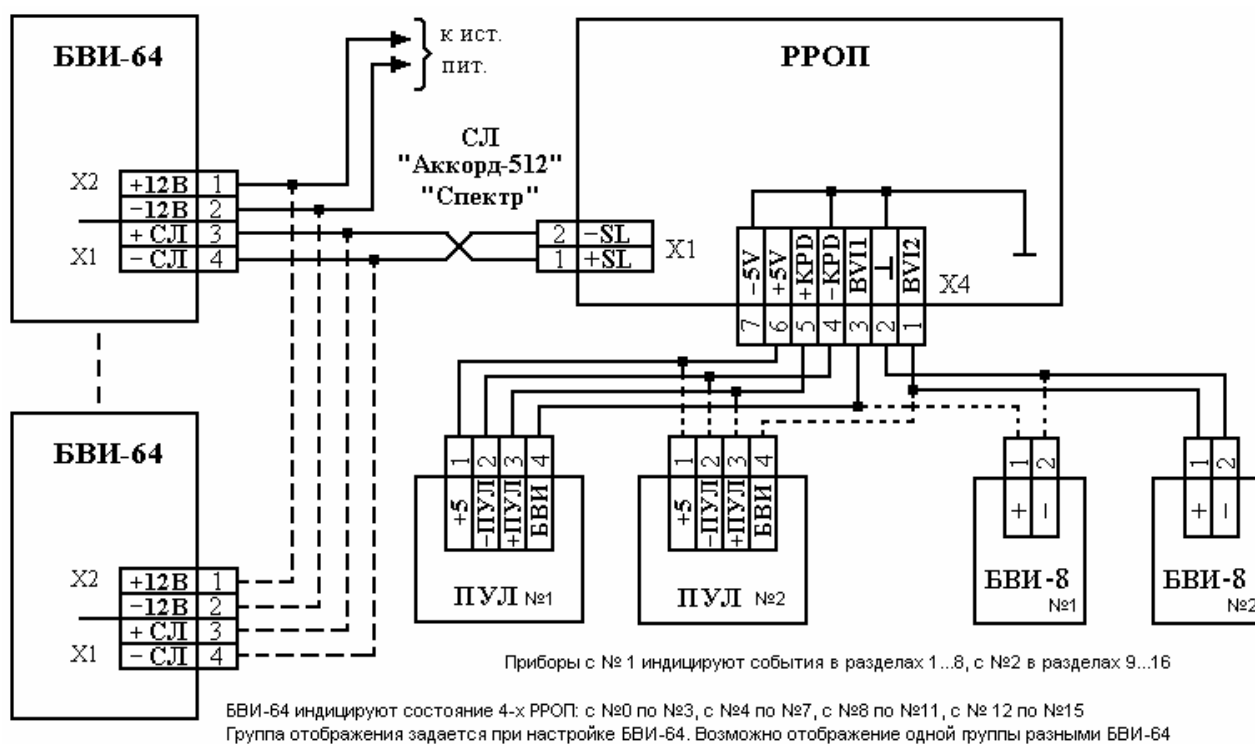 БВИ-64
к ист.
пит.
РРОП
СЛ
"Аккорд-512"
"Спектр"
X2
+12В 1
-12В 2
X1
+ СЛ 3
- СЛ 4
2 -SL
1 +SL
X1
-5V
+5V
+KPD
-KPD
BVI1
⊥
BVI2
X4
7 6 5 4 3 2 1
БВИ-64
1 2 3 4
+5
-ПУЛ
+ПУЛ
БВИ
ПУЛ №1
1 2 3 4
+5
-ПУЛ
+ПУЛ
БВИ
ПУЛ №2
1 2
+ -
БВИ-8
№1
1 2
+ -
БВИ-8
№2
X2
+12В 1
-12В 2
X1
+ СЛ 3
- СЛ 4
Приборы с № 1 индицируют события в разделах 1...8, с №2 в разделах 9...16
БВИ-64 индицируют состояние 4-х РРОП: с №0 по №3, с №4 по №7, с №8 по №11, с № 12 по №15
Группа отображения задается при настройке БВИ-64. Возможно отображение одной группы разными БВИ-64